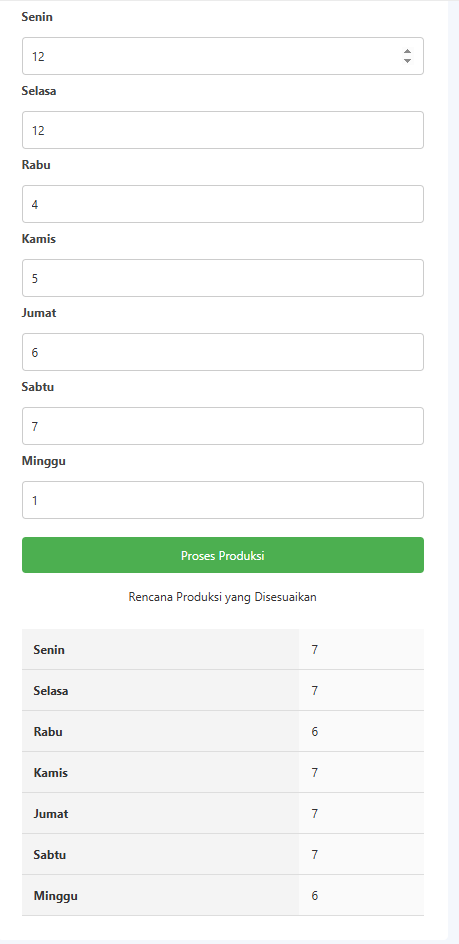 Senin
12
Selasa
12
Rabu
4
Kamis
5
Jumat
6
Sabtu
7
Minggu
1
Proses Produksi
Rencana Produksi yang Disesuaikan
Senin 7
Selasa 7
Rabu 6
Kamis 7
Jumat 7
Sabtu 7
Minggu 6